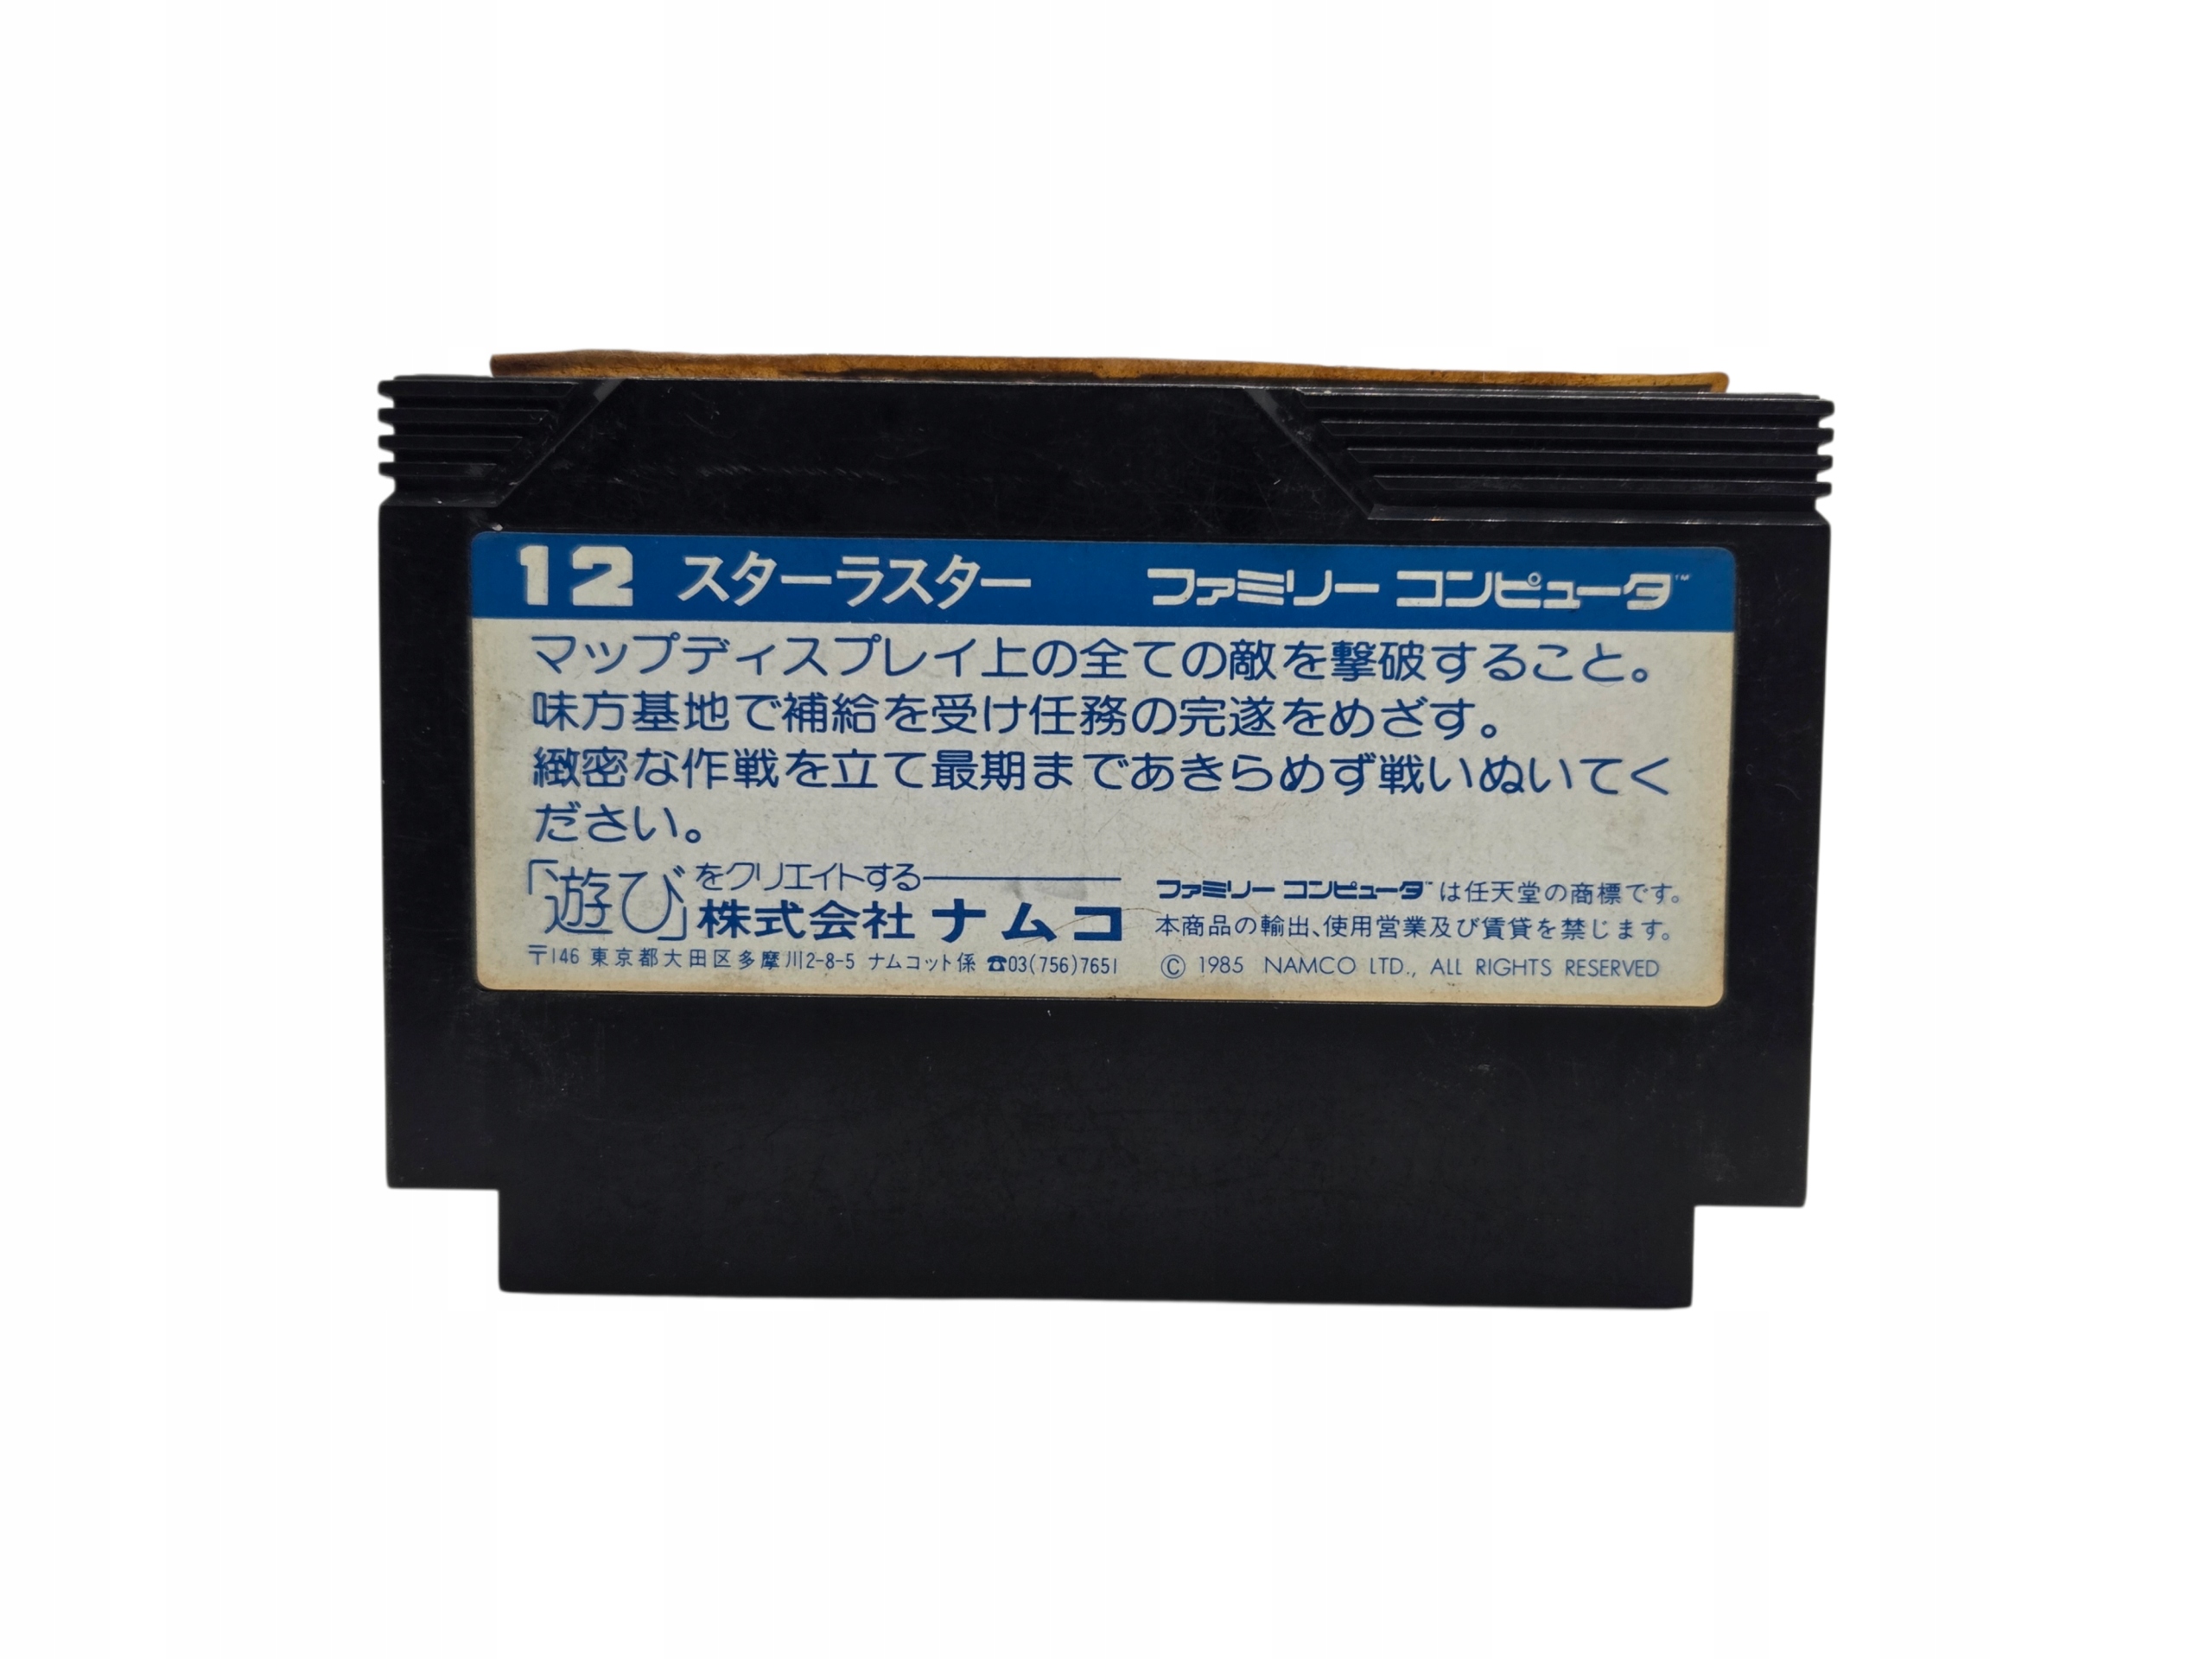 12 スターラスター ファミリー コンピュータ™
マップディスプレイ上の全ての敵を撃破すること。
味方基地で補給を受け任務の完遂をめざす。
緻密な作戦を立て最期まであきらめず戦いぬいてく
ださい。
「遊び」をクリエイトする
株式会社 ナムコ
〒146 東京都大田区多摩川2-8-5 ナムコット係 ☎03(756)7651
ファミリー コンピュータ™は任天堂の商標です。
本商品の輸出、使用営業及び賃貸を禁じます。
© 1985 NAMCO LTD., ALL RIGHTS RESERVED